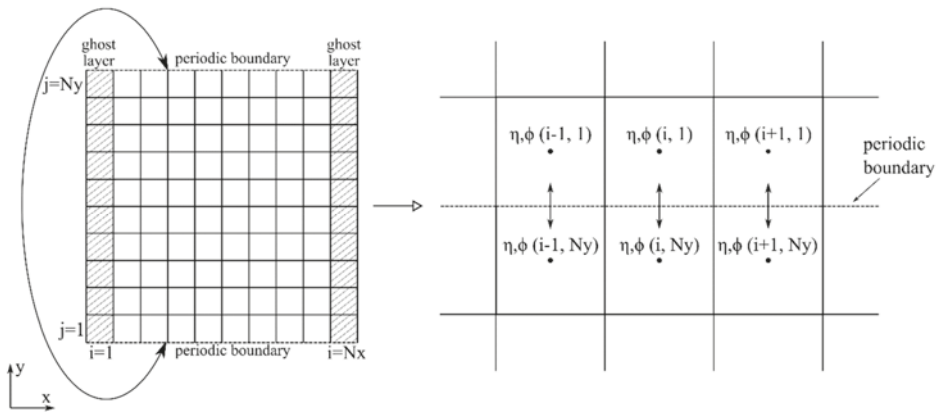 ghost
layer
periodic boundary
ghost
layer
j=Ny
j=1
i=1
periodic boundary
i=Nx
y
x
η,ϕ (i-1, 1)
η,ϕ (i, 1)
η,ϕ (i+1, 1)
periodic
boundary
η,ϕ (i-1, Ny)
η,ϕ (i, Ny)
η,ϕ (i+1, Ny)